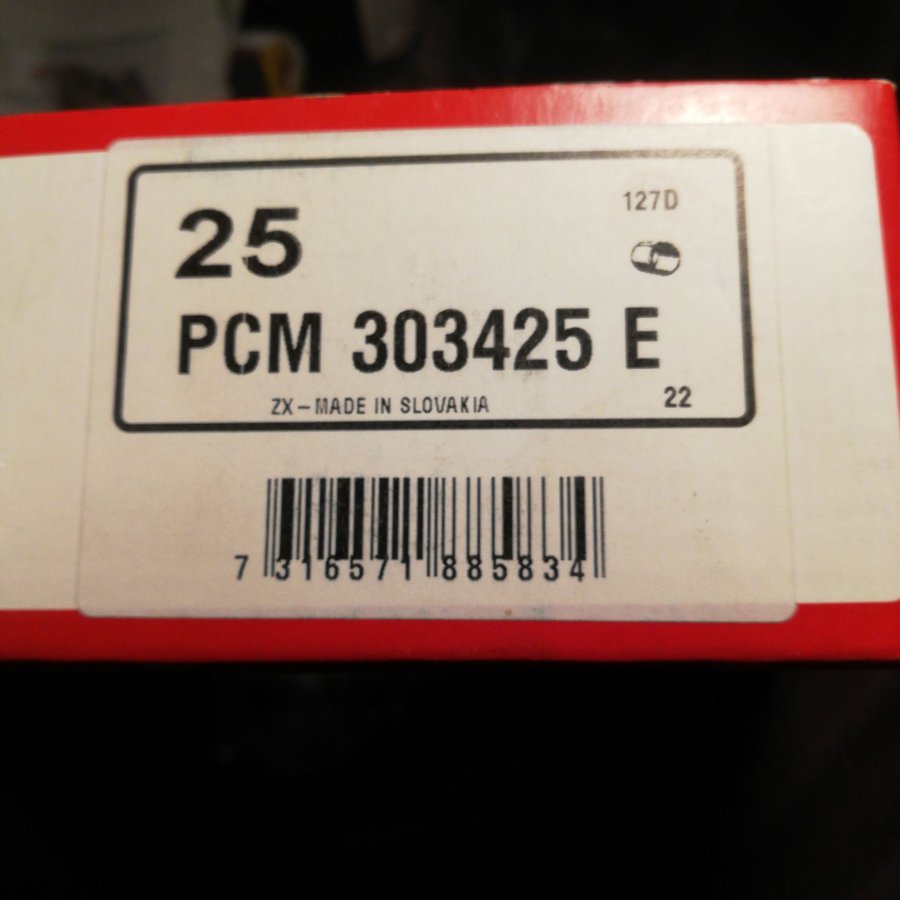 25
127D
PCM 303425 E
ZX-MADE IN SLOVAKIA
22
7 316571 885834